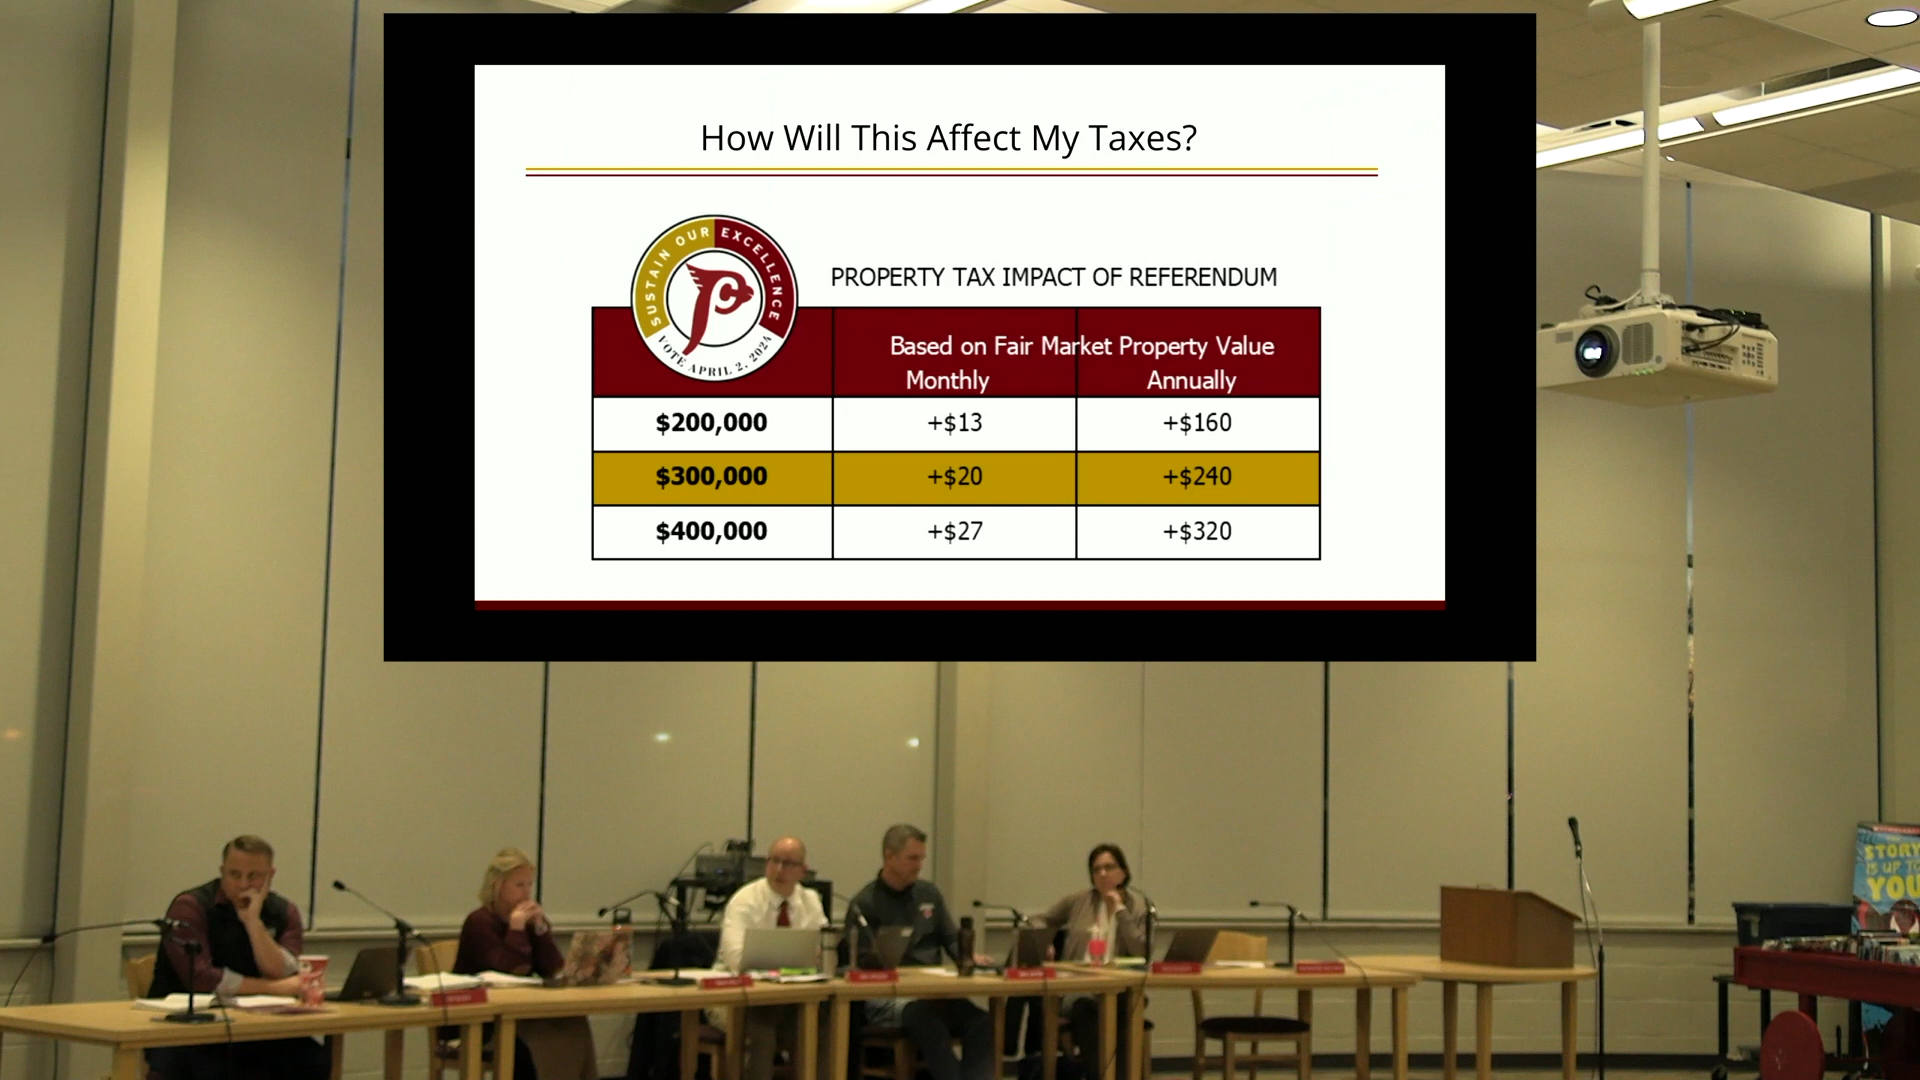 How Will This Affect My Taxes?
SUSTAIN OUR EXCELLENCE
VOTE APRIL 2, 2024
PROPERTY TAX IMPACT OF REFERENDUM
Based on Fair Market Property Value
Monthly Annually
$200,000 +$13 +$160
$300,000 +$20 +$240
$400,000 +$27 +$320
STORY
IS UP TO
YOU